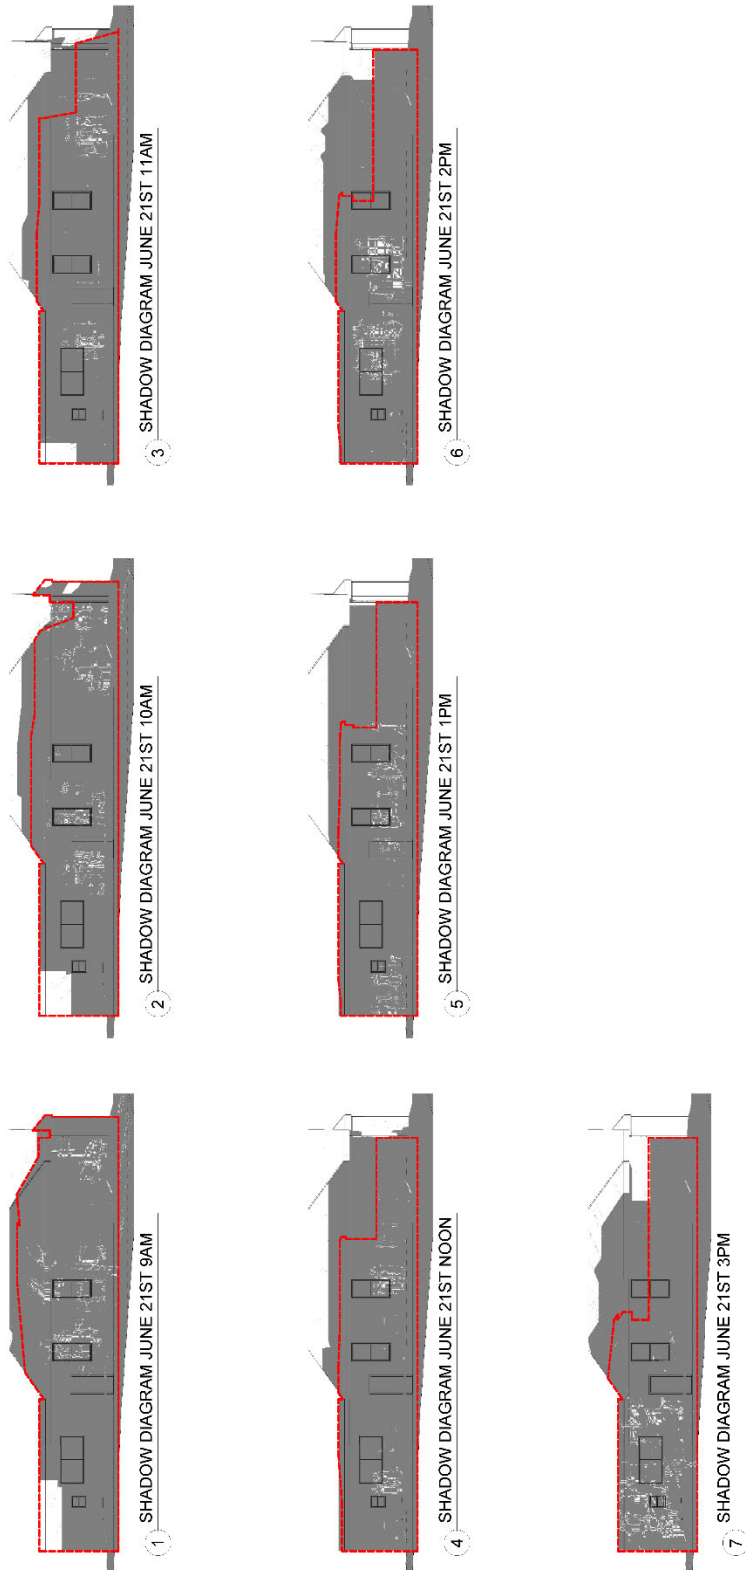 1
SHADOW DIAGRAM JUNE 21ST 9AM
2
SHADOW DIAGRAM JUNE 21ST 10AM
3
SHADOW DIAGRAM JUNE 21ST 11AM
4
SHADOW DIAGRAM JUNE 21ST NOON
5
SHADOW DIAGRAM JUNE 21ST 1PM
6
SHADOW DIAGRAM JUNE 21ST 2PM
7
SHADOW DIAGRAM JUNE 21ST 3PM